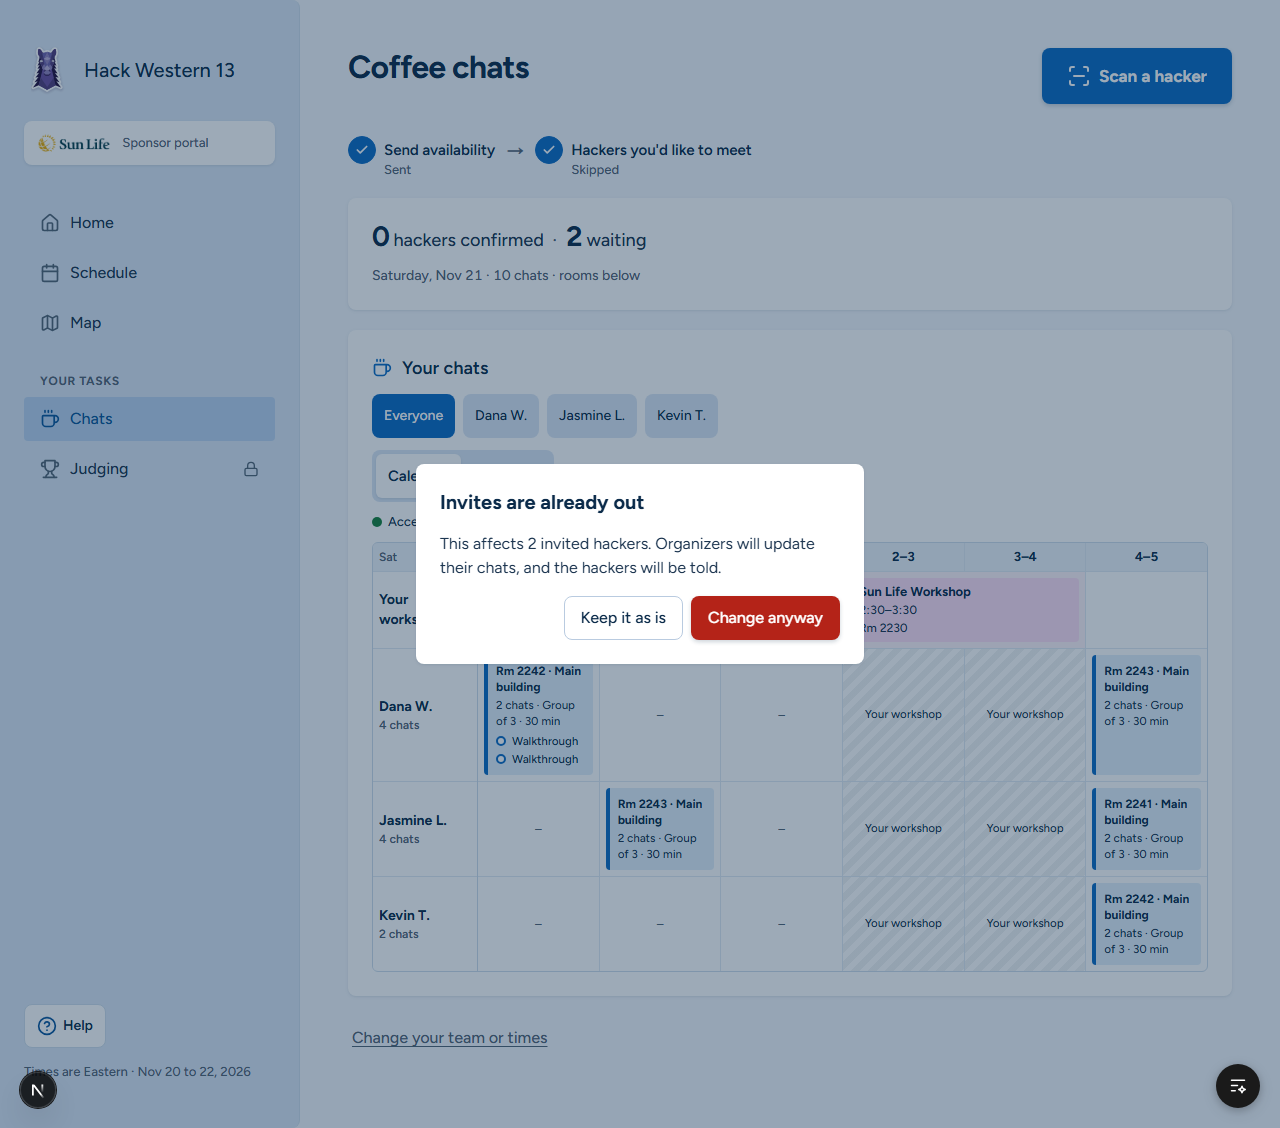 Hack Western 13
Sun Life Sponsor portal
Home
Schedule
Map
YOUR TASKS
Chats
Judging
Help
Times are Eastern · Nov 20 to 22, 2026
N
Coffee chats
Scan a hacker
Send availability → Hackers you'd like to meet
Sent Skipped
0 hackers confirmed · 2 waiting
Saturday, Nov 21 · 10 chats · rooms below
Your chats
Everyone Dana W. Jasmine L. Kevin T.
Invites are already out
This affects 2 invited hackers. Organizers will update
their chats, and the hackers will be told.
Keep it as is Change anyway
Sat 2–3 3–4 4–5
Your
Sun Life Workshop
2:30–3:30
Rm 2230
Dana W.
4 chats
Rm 2242 · Main
building
2 chats · Group
of 3 · 30 min
Walkthrough
Walkthrough
–
–
Your workshop
Your workshop
Rm 2243 · Main
building
2 chats · Group
of 3 · 30 min
Jasmine L.
4 chats
–
Rm 2243 · Main
building
2 chats · Group
of 3 · 30 min
–
Your workshop
Your workshop
Rm 2241 · Main
building
2 chats · Group
of 3 · 30 min
Kevin T.
2 chats
–
–
–
Your workshop
Your workshop
Rm 2242 · Main
building
2 chats · Group
of 3 · 30 min
Change your team or times